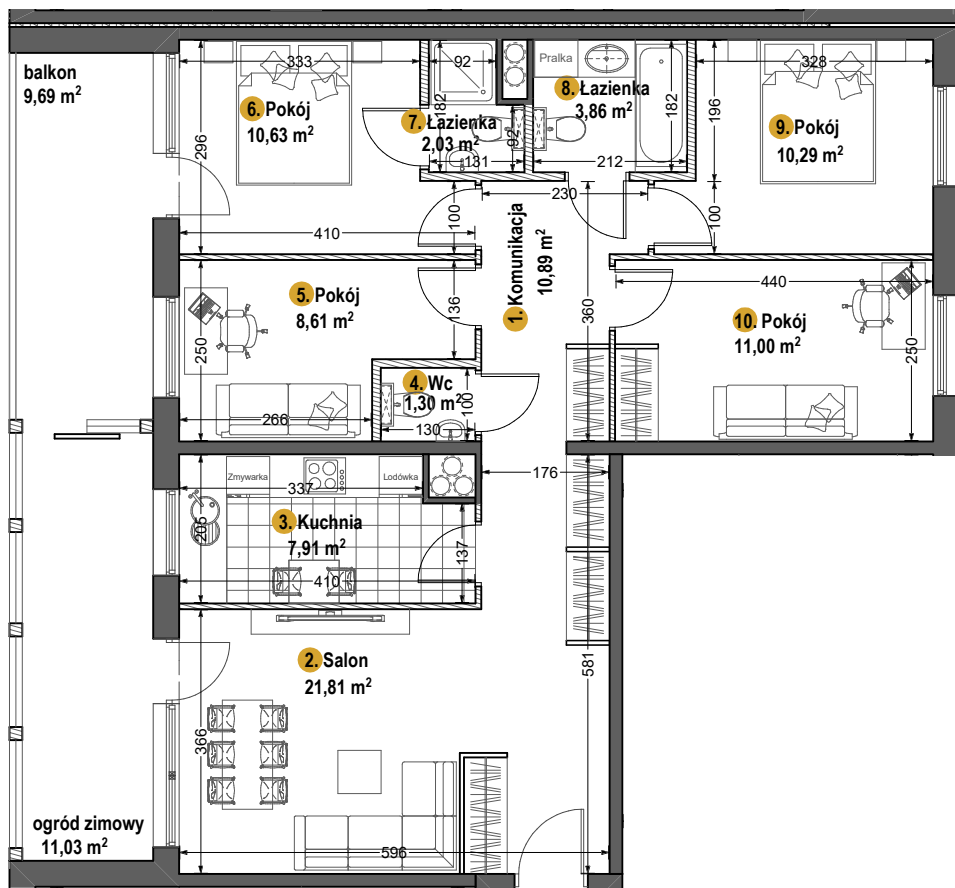 balkon
9,69 m²
333
92
Pralka
328
6. Pokój
10,63 m²
182
7. Łazienka
2,03 m²
92
131
8. Łazienka
3,86 m²
182
212
196
9. Pokój
10,29 m²
296
410
100
230
100
1. Komunikacja
10,89 m²
360
5. Pokój
8,61 m²
250
136
266
440
10. Pokój
11,00 m²
250
4. Wc
1,30 m²
100
130
176
Zmywarka
Lodówka
337
205
3. Kuchnia
7,91 m²
137
410
2. Salon
21,81 m²
581
366
596
ogród zimowy
11,03 m²